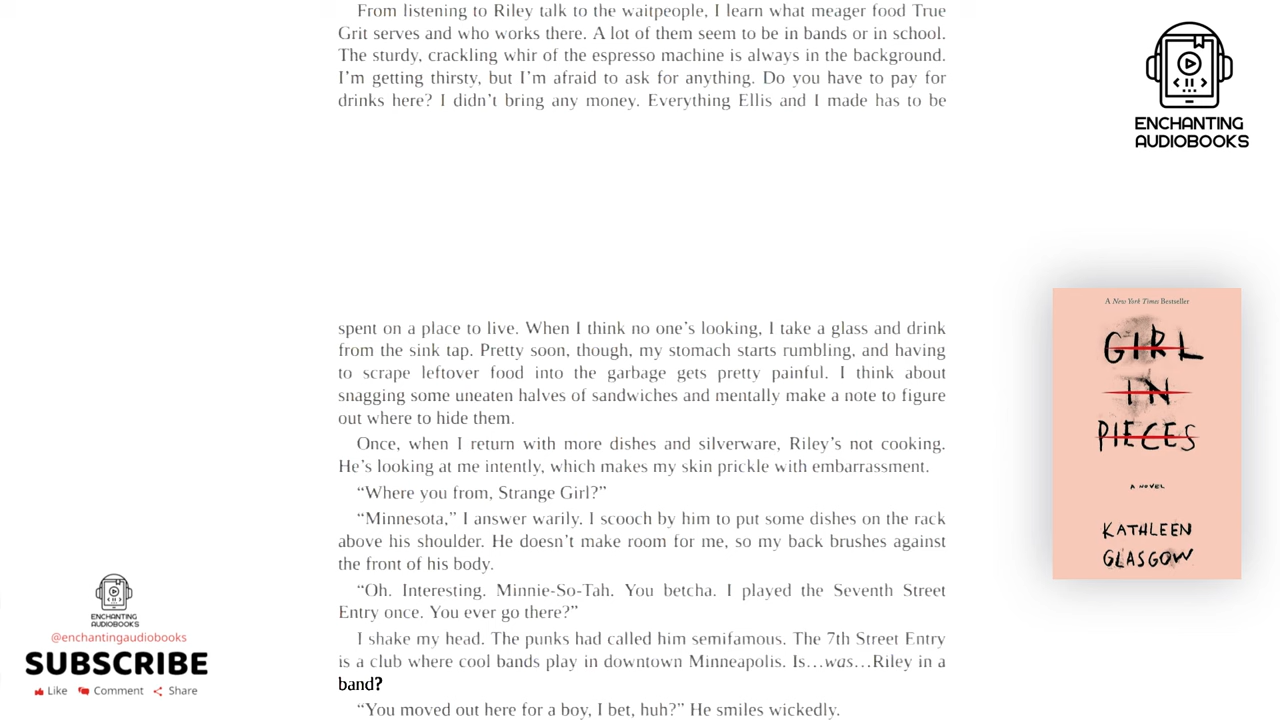 From listening to Riley talk to the waitpeople, I learn what meager food True
Grit serves and who works there. A lot of them seem to be in bands or in school.
The sturdy, crackling whir of the espresso machine is always in the background.
I'm getting thirsty, but I'm afraid to ask for anything. Do you have to pay for
drinks here? I didn't bring any money. Everything Ellis and I made has to be
spent on a place to live. When I think no one's looking, I take a glass and drink
from the sink tap. Pretty soon, though, my stomach starts rumbling, and having
to scrape leftover food into the garbage gets pretty painful. I think about
snagging some uneaten halves of sandwiches and mentally make a note to figure
out where to hide them.
Once, when I return with more dishes and silverware, Riley's not cooking.
He's looking at me intently, which makes my skin prickle with embarrassment.
“Where you from, Strange Girl?”
“Minnesota,” I answer warily. I scooch by him to put some dishes on the rack
above his shoulder. He doesn't make room for me, so my back brushes against
the front of his body.
“Oh. Interesting. Minnie-So-Tah. You betcha. I played the Seventh Street
Entry once. You ever go there?”
I shake my head. The punks had called him semifamous. The 7th Street Entry
is a club where cool bands play in downtown Minneapolis. Is…was…Riley in a
band?
“You moved out here for a boy, I bet, huh?” He smiles wickedly.
ENCHANTING
AUDIOBOOKS
A New York Times Bestseller
GIRL
IN
PIECES
A NOVEL
KATHLEEN
GLASGOW
ENCHANTING
AUDIOBOOKS
@enchantingaudiobooks
SUBSCRIBE
Like Comment Share